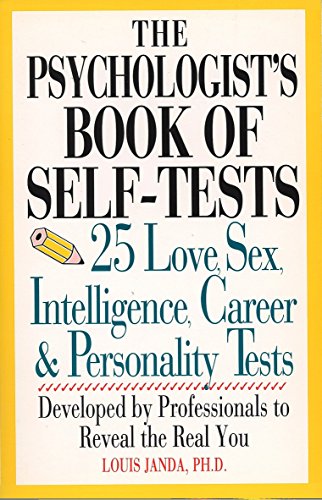 THE
PSYCHOLOGIST'S
BOOK OF
SELF-TESTS
25 Love, Sex,
Intelligence, Career
& Personality Tests
Developed by Professionals to
Reveal the Real You
LOUIS JANDA, PH.D.